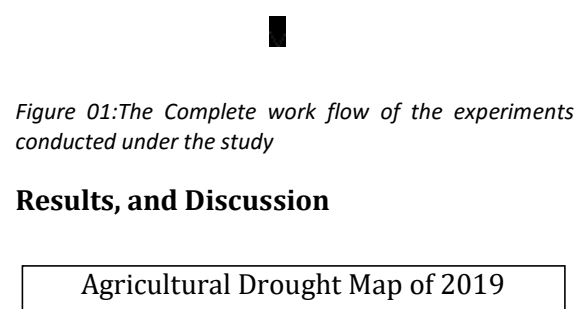 Figure 01:The Complete work flow of the experiments
conducted under the study
Results, and Discussion
Agricultural Drought Map of 2019